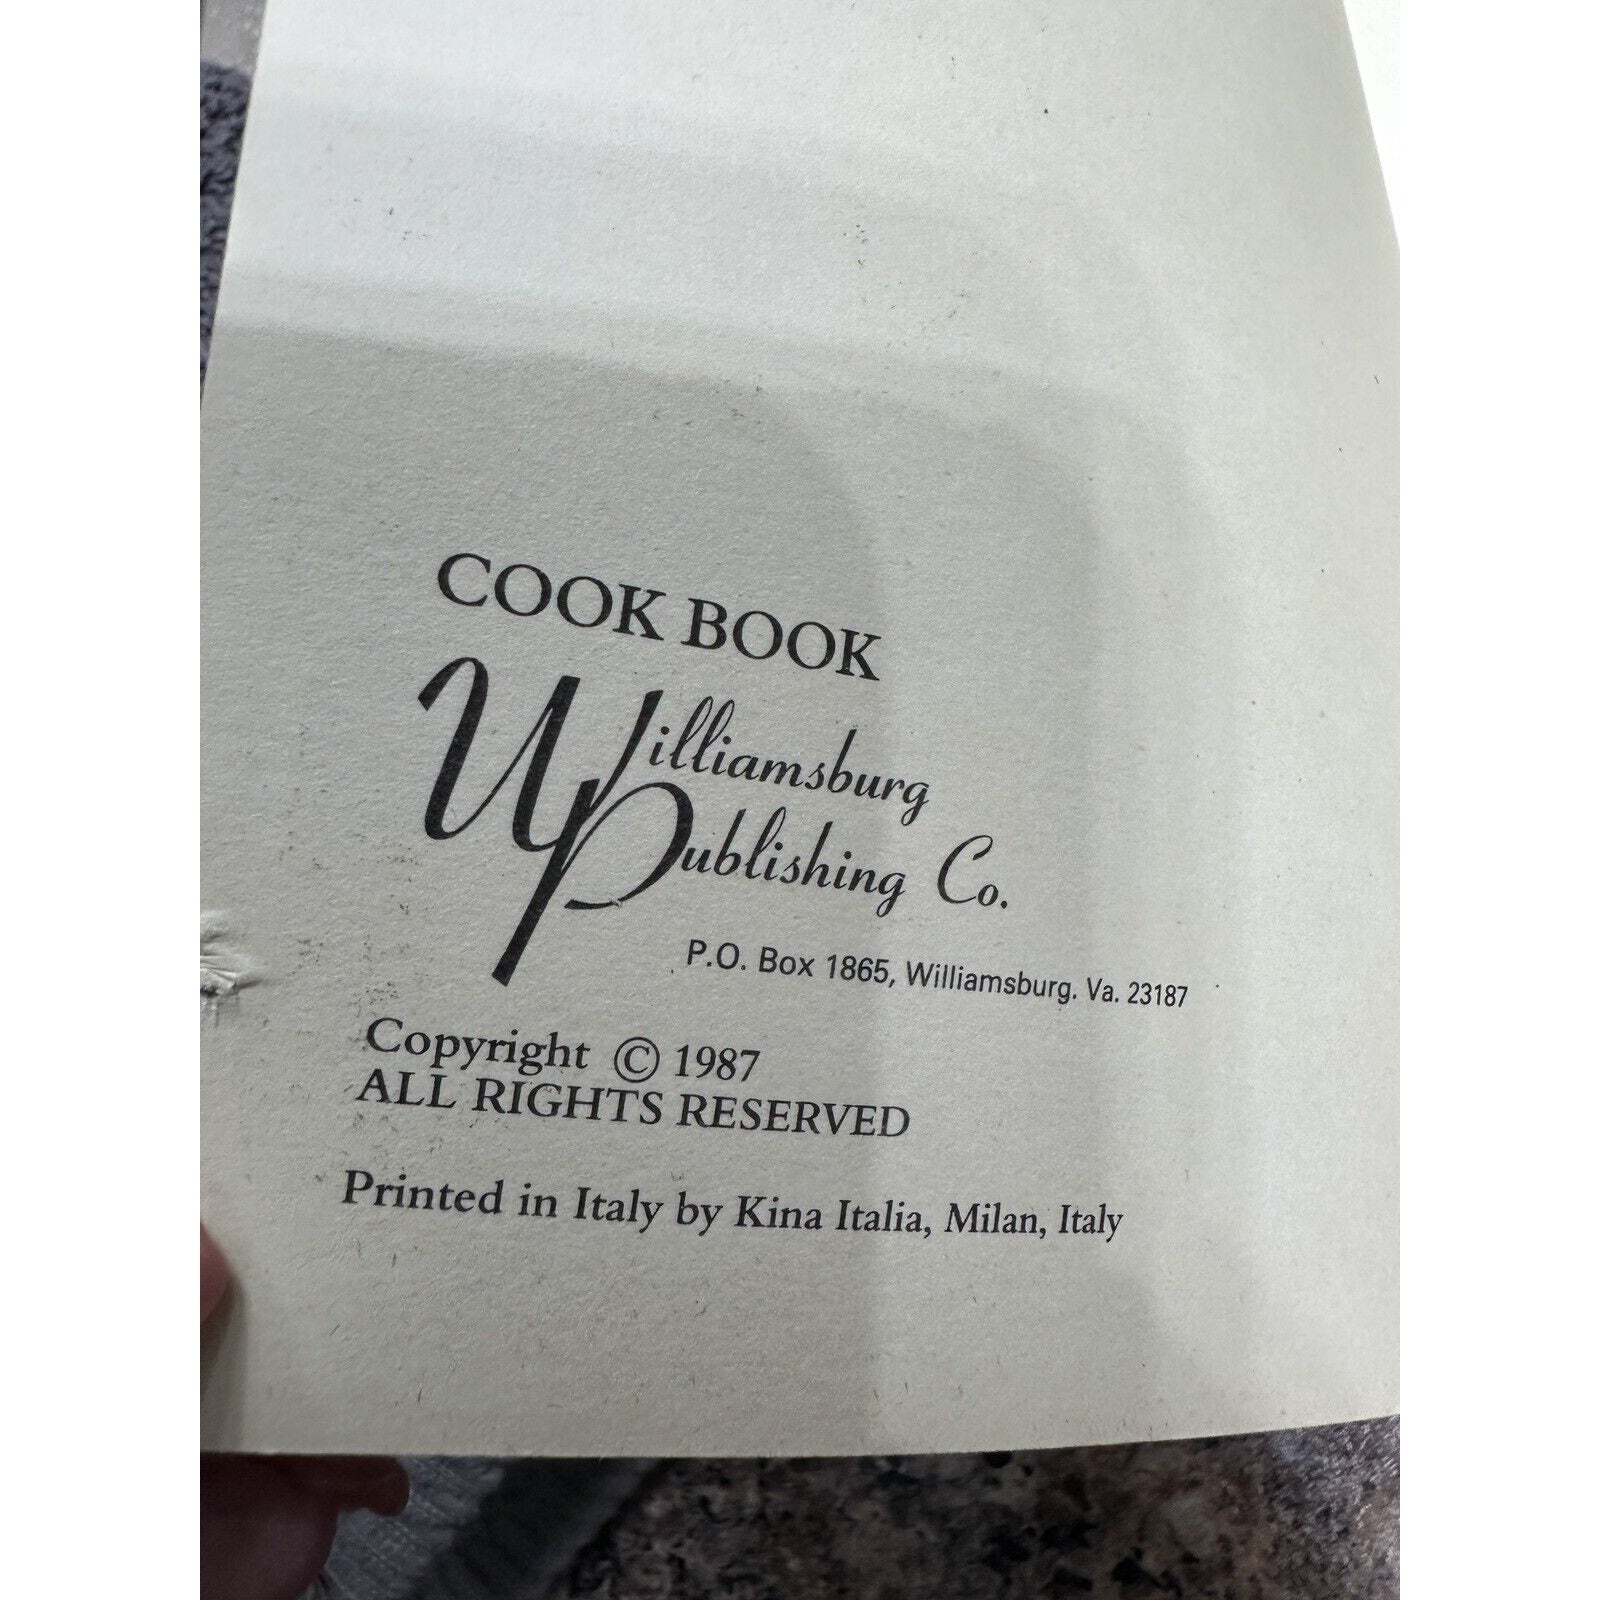 COOK BOOK
Williamsburg
Publishing Co.
P.O. Box 1865, Williamsburg. Va. 23187
Copyright © 1987
ALL RIGHTS RESERVED
Printed in Italy by Kina Italia, Milan, Italy